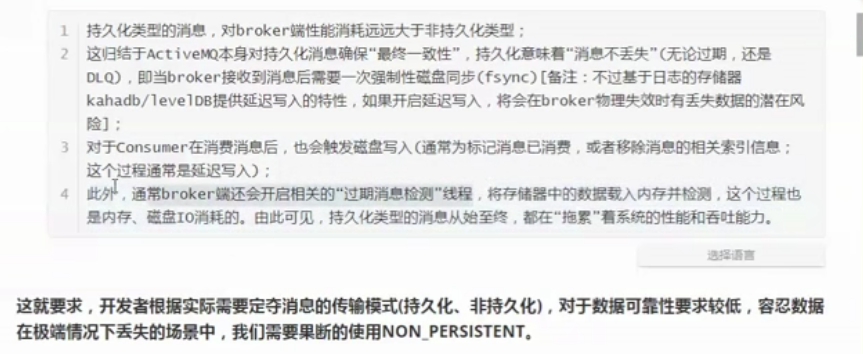 1 持久化类型的消息，对broker端性能消耗远远大于非持久化类型；
2 这归结于ActiveMQ本身对持久化消息确保“最终一致性”，持久化意味着“消息不丢失”(无论过期，还是
DLQ)，即当broker接收到消息后需要一次强制性磁盘同步(fsync)[备注：不过基于日志的存储器
kahadb/levelDB提供延迟写入的特性，如果开启延迟写入，将会在broker物理失效时有丢失数据的潜在风
险]；
3 对于Consumer在消费消息后，也会触发磁盘写入(通常为标记消息已消费，或者移除消息的相关索引信息；
这个过程通常是延迟写入)；
4 此外，通常broker端还会开启相关的“过期消息检测”线程，将存储器中的数据载入内存并检测，这个过程也
是内存、磁盘IO消耗的。由此可见，持久化类型的消息从始至终，都在“拖累”着系统的性能和吞吐能力。
选择语言
这就要求，开发者根据实际需要定夺消息的传输模式(持久化、非持久化)，对于数据可靠性要求较低，容忍数据
在极端情况下丢失的场景中，我们需要果断的使用NON_PERSISTENT。